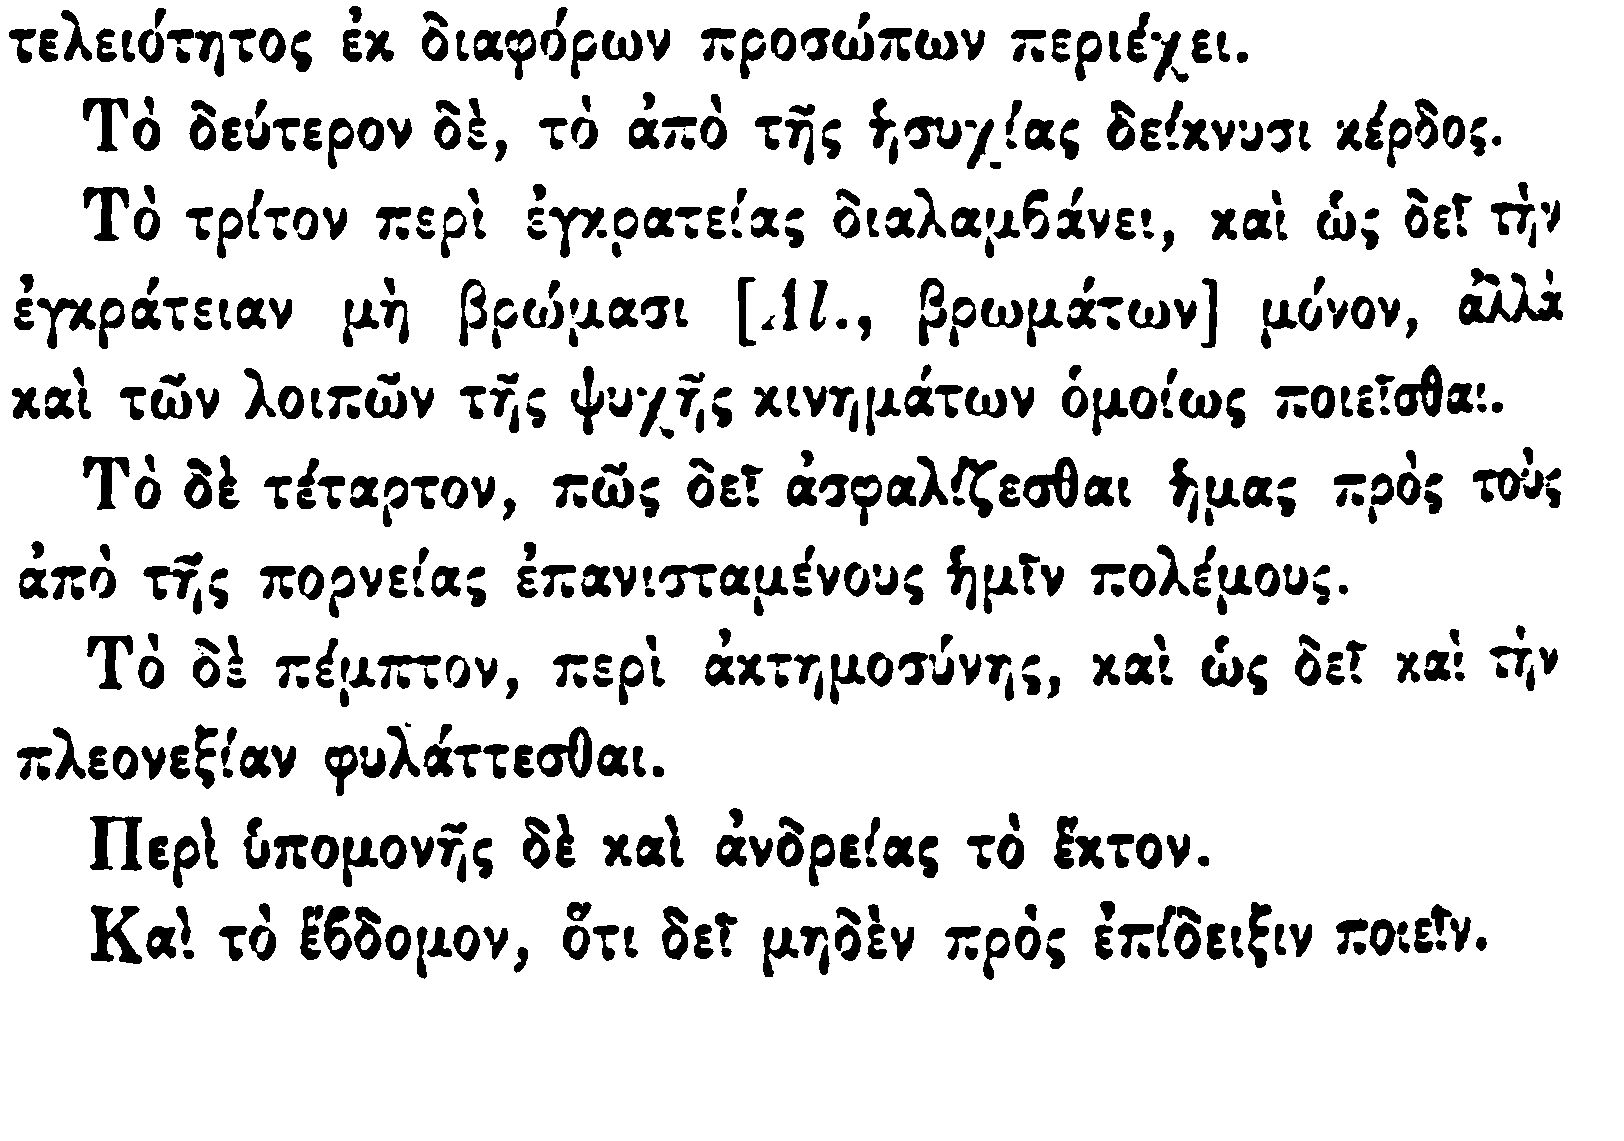 τελειότητος ἐκ διαφόρων προσώπων περιέχει.
Τὸ δεύτερον δὲ, τὸ ἀπὸ τῆς ἡσυχίας δείκνυσι κέρδος.
Τὸ τρίτον περὶ ἐγκρατείας διαλαμϐάνει, καὶ ὡς δεῖ τὴν
ἐγκράτειαν μὴ βρώμασι [Al., βρωμάτων] μόνον, ἀλλὰ
καὶ τῶν λοιπῶν τῆς ψυχῆς κινημάτων ὁμοίως ποιεῖσθαι.
Τὸ δὲ τέταρτον, πῶς δεῖ ἀσφαλίζεσθαι ἡμας πρὸς τοὺς
ἀπὸ τῆς πορνείας ἐπανισταμένους ἡμῖν πολέμους.
Τὸ δὲ πέμπτον, περὶ ἀκτημοσύνης, καὶ ὡς δεῖ καὶ τὴν
πλεονεξίαν φυλάττεσθαι.
Περὶ ὑπομονῆς δὲ καὶ ἀνδρείας τὸ ἕκτον.
Καὶ τὸ ἕϐδομον, ὅτι δεῖ μηδὲν πρὸς ἐπίδειξιν ποιεῖν.